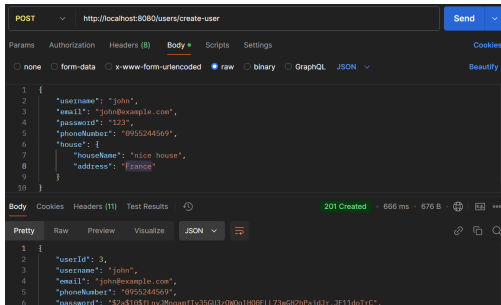 POST http://localhost:8080/users/create-user Send
Params Authorization Headers (8) Body Scripts Settings Cookies
none form-data x-www-form-urlencoded raw binary GraphQL JSON Beautify
1 {
2 "username": "john",
3 "email": "john@example.com",
4 "password": "123",
5 "phoneNumber": "0955244569",
6 "house": {
7 "houseName": "nice house",
8 "address": "France"
9 }
10 }
Body Cookies Headers (11) Test Results 201 Created 666 ms 676 B
Pretty Raw Preview Visualize JSON
1 {
2 "userId": 3,
3 "username": "john",
4 "email": "john@example.com",
5 "phoneNumber": "0955244569",
6 "password":